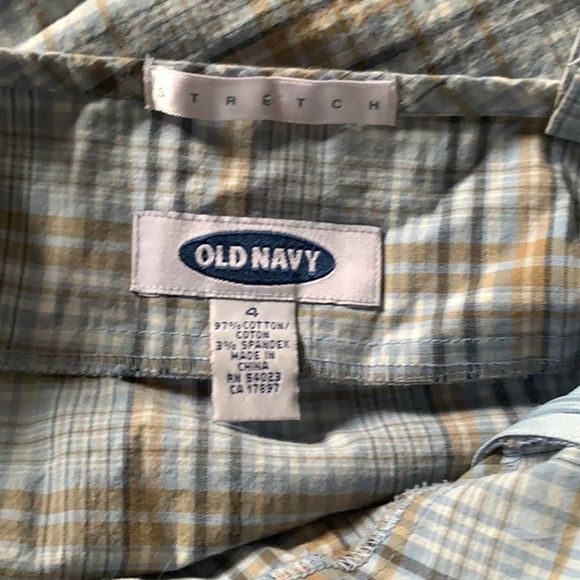 STRETCH
OLD NAVY
4
97% COTTON/
COTON
3% SPANDEX
MADE IN
CHINA
RN 54023
CA 17897